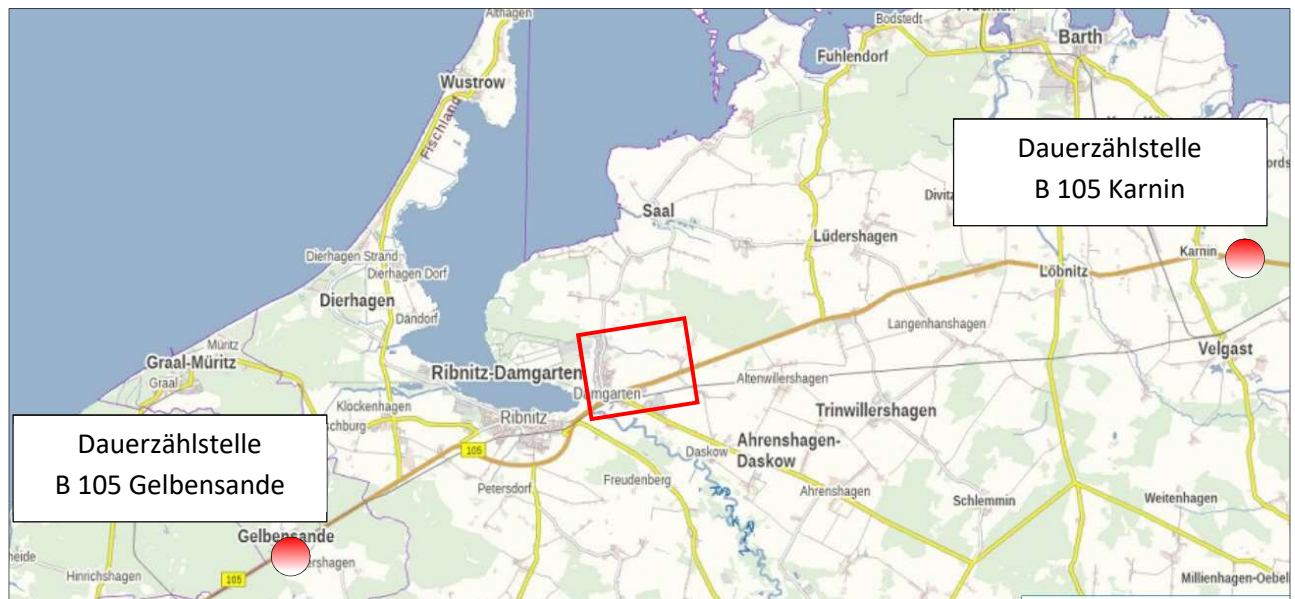 Althagen
Bodstedt
Barth
Fuhlendorf
Wustrow
Fischland
Dauerzählstelle
B 105 Karnin
Divitz
Saal
Lüdershagen
Karnin
Löbnitz
Dierhagen Strand
Dierhagen Dorf
Dierhagen
Dändorf
Langenhanshagen
Velgast
Müritz
Graal-Müritz
Graal
Ribnitz-Damgarten
Damgarten
Altenwillershagen
Klockenhagen
Ribnitz
Trinwillershagen
Dauerzählstelle
B 105 Gelbensande
105
Ahrenshagen-
Daskow
Daskow
Petersdorf
Freudenberg
Ahrenshagen
Schlemmin
Weitenhagen
Gelbensande
105
Hinrichshagen
Millienhagen-Oebel